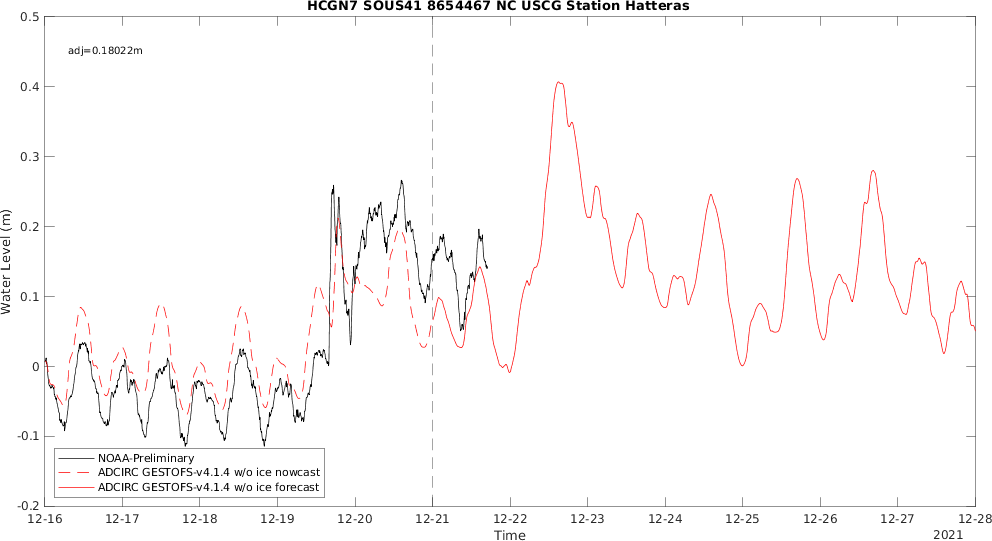 HCGN7 SOUS41 8654467 NC USCG Station Hatteras
adj=0.18022m
0.5
0.4
0.3
0.2
0.1
0
-0.1
-0.2
Water Level (m)
NOAA-Preliminary
ADCIRC GESTOFS-v4.1.4 w/o ice nowcast
ADCIRC GESTOFS-v4.1.4 w/o ice forecast
12-16 12-17 12-18 12-19 12-20 12-21 12-22 12-23 12-24 12-25 12-26 12-27 12-28
Time
2021